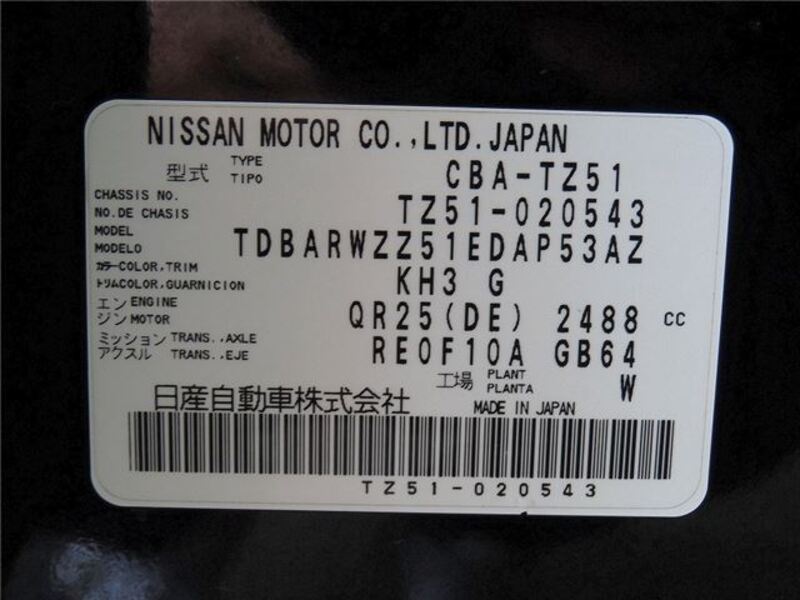 NISSAN MOTOR CO.,LTD.JAPAN
型式 TYPE TIPO CBA-TZ51
CHASSIS NO.
NO.DE CHASIS TZ51-020543
MODEL
MODELO TDBARWZZ51EDAP53AZ
カラーCOLOR,TRIM
トリムCOLOR,GUARNICION KH3 G
エンジン ENGINE MOTOR QR25(DE) 2488 CC
ミッション TRANS.,AXLE
アクスル TRANS.,EJE RE0F10A GB64
工場 PLANT PLANTA W
日産自動車株式会社 MADE IN JAPAN
TZ51-020543